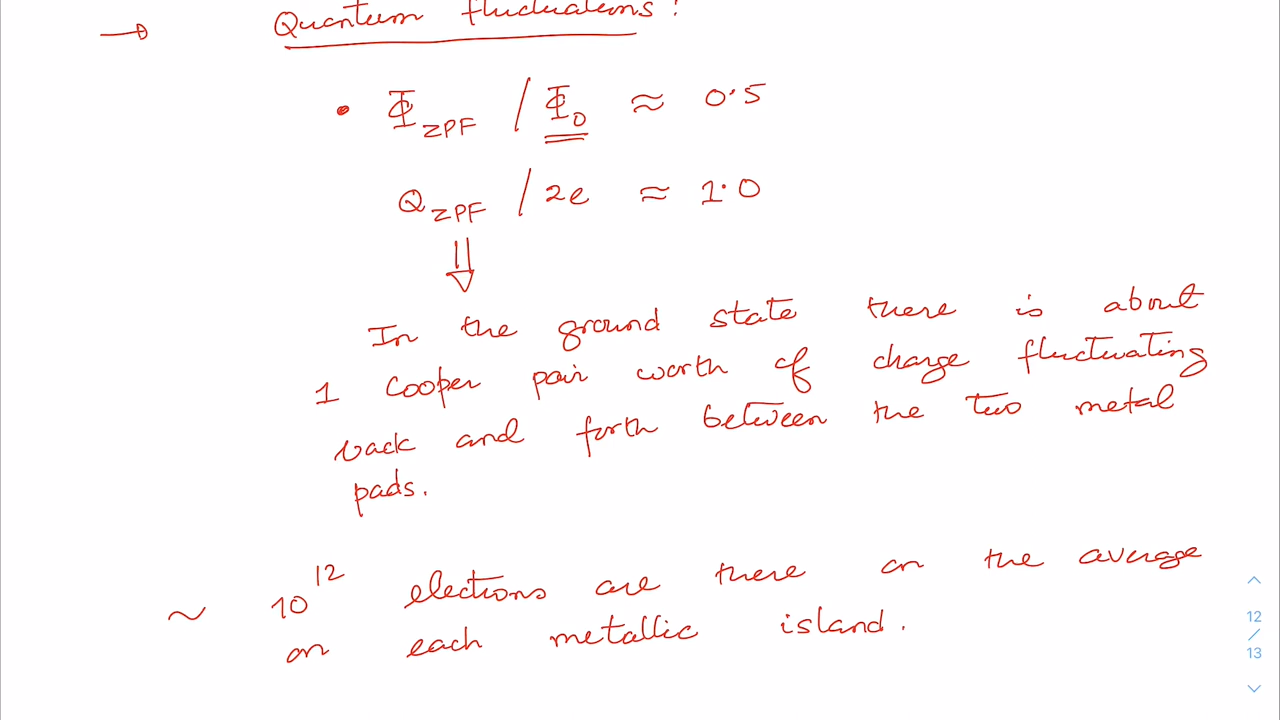 → Quantum fluctuations:
• Φ_ZPF / Φ_0 ≈ 0.5
Q_ZPF / 2e ≈ 1.0
⇓
In the ground state there is about
1 Cooper pair worth of charge fluctuating
back and forth between the two metal
pads.
~ 10^12 electrons are there on the average
on each metallic island.
12
/
13